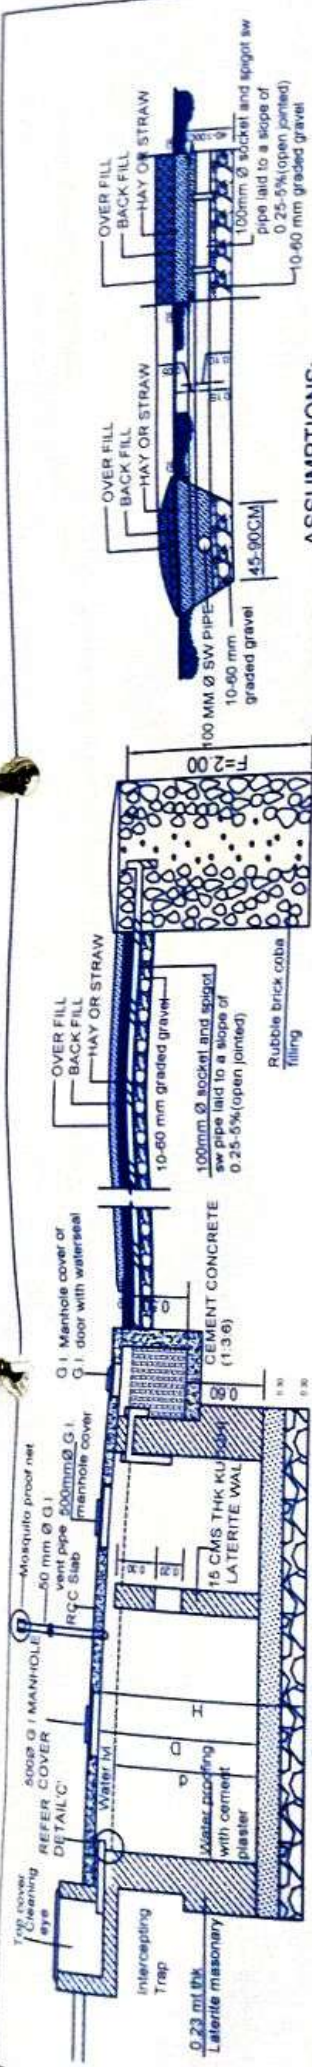 Top cover
Cleaning
eye
Intercepting
Trap
0.23 mt thk
Laterite masonary
500Ø G I MANHOLE
REFER COVER
DETAIL'C'
Water lvl
Water proofing
with cement
plaster
d
D
H
Mosquito proof net
50 mm Ø G I
vent pipe
RCC Slab
500mmØ G.I.
manhole cover
15 CMS THK
LATERITE WALL
G I Manhole cover or
G.I. door with waterseal
CEMENT CONCRETE
(1:3:6)
0.30
0.30
OVER FILL
BACK FILL
HAY OR STRAW
10-60 mm graded gravel
100mm Ø socket and spigot
sw pipe laid to a slope of
0.25-5%(open jointed)
Rubble brick coba
filling
F=2.00
OVER FILL
BACK FILL
HAY OR STRAW
100 MM Ø SW PIPE
10-60 mm
graded gravel
45-90CM
OVER FILL
BACK FILL
HAY OR STRAW
100mm Ø socket and spigot sw
pipe laid to a slope of
0.25-5%(open jointed)
10-60 mm graded gravel
ASSUMPTIONS: